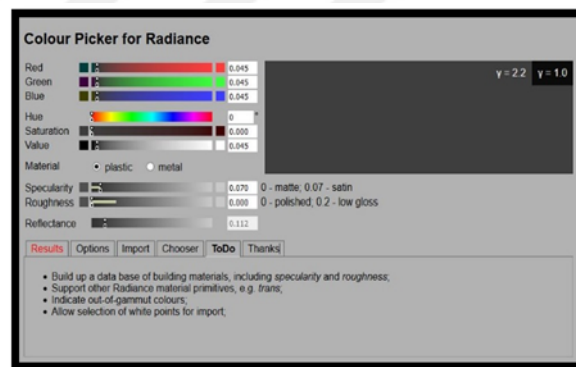 Colour Picker for Radiance
Red 0.045
Green 0.045
Blue 0.045
γ = 2.2 γ = 1.0
Hue 0 °
Saturation 0.000
Value 0.045
Material plastic metal
Specularity 0.070 0 - matte; 0.07 - satin
Roughness 0.000 0 - polished; 0.2 - low gloss
Reflectance 0.112
Results Options Import Chooser ToDo Thanks
• Build up a data base of building materials, including specularity and roughness;
• Support other Radiance material primitives, e.g. trans;
• Indicate out-of-gammut colours;
• Allow selection of white points for import;